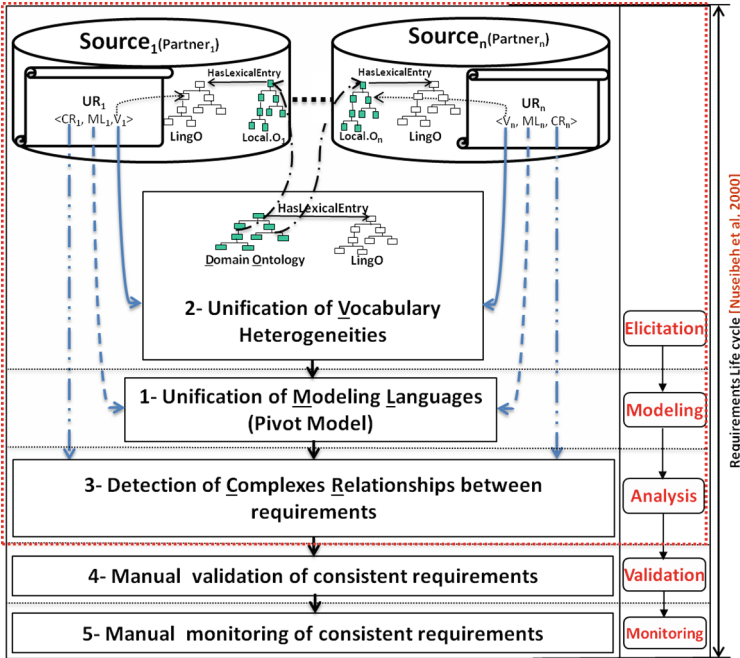 Source1(Partner1)
Sourcen(Partnern)
HasLexicalEntry
HasLexicalEntry
UR1
<CR1, ML1,V1>
LingO
Local.O1
Local.On
LingO
URn
<Vn, MLn, CRn>
HasLexicalEntry
Domain Ontology
LingO
2- Unification of Vocabulary
Heterogeneities
1- Unification of Modeling Languages
(Pivot Model)
3- Detection of Complexes Relationships between
requirements
4- Manual validation of consistent requirements
5- Manual monitoring of consistent requirements
Elicitation
Modeling
Analysis
Validation
Monitoring
Requirements Life cycle [Nuseibeh et al. 2000]